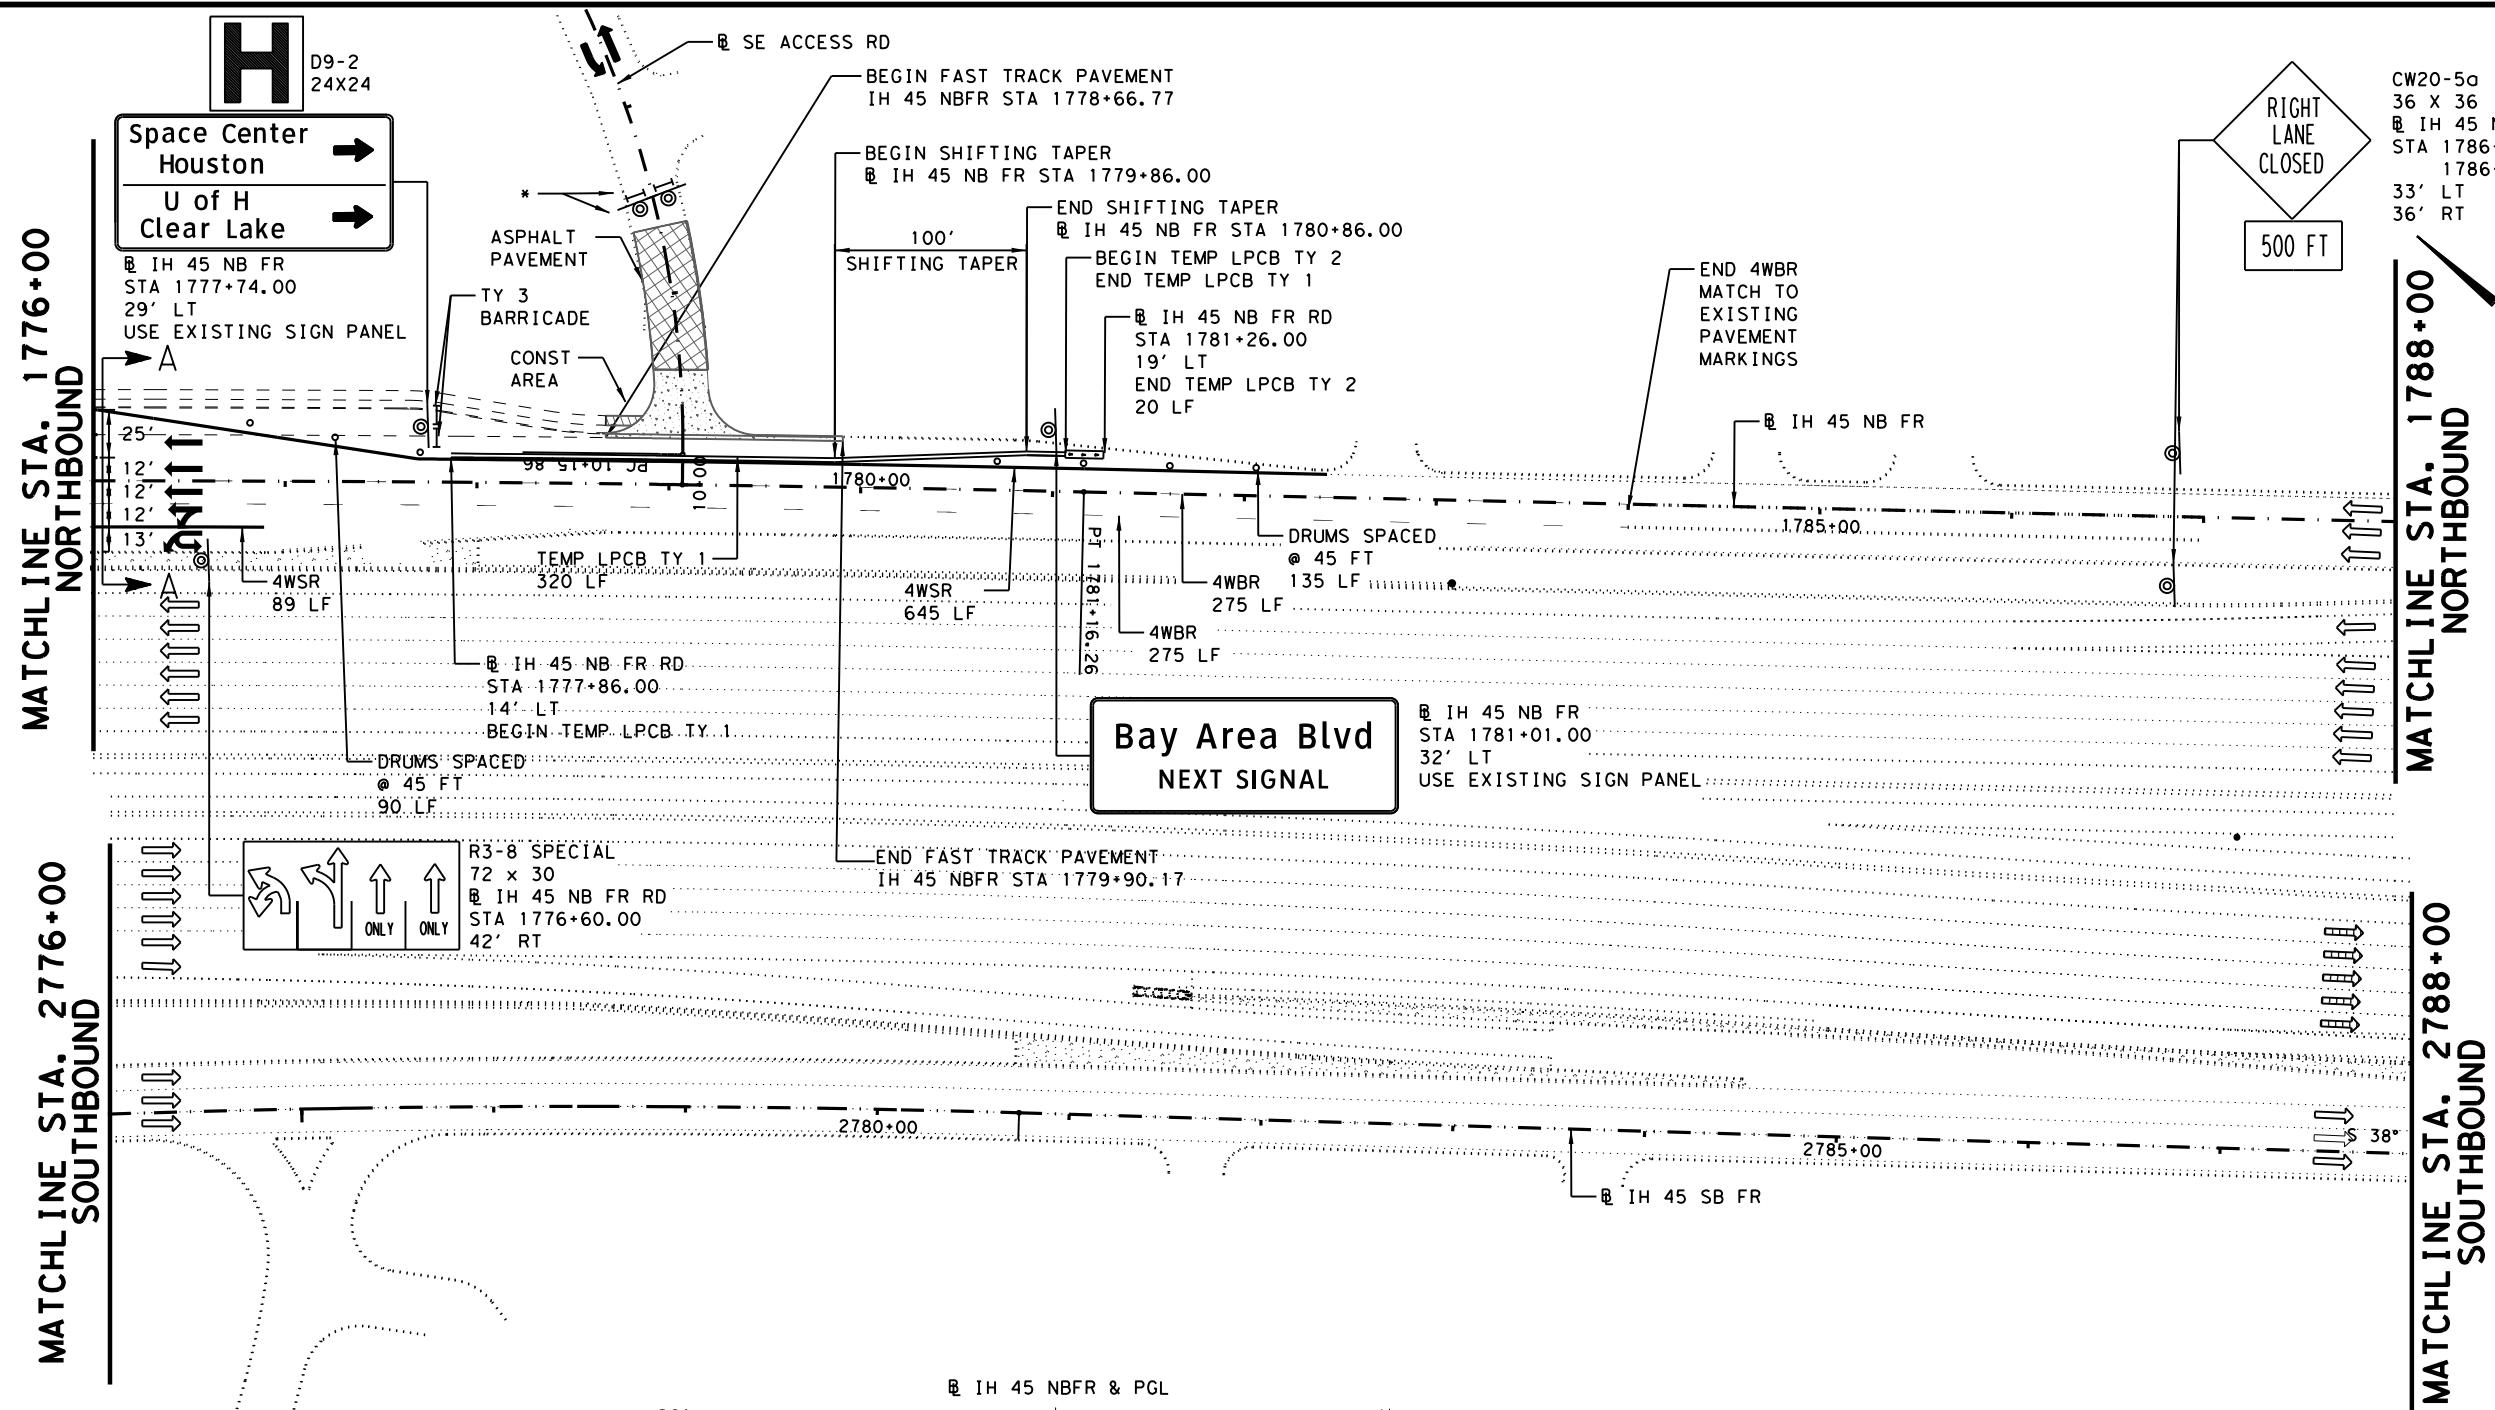 H
D9-2
24X24
Space Center
Houston
U of H
Clear Lake
℄ IH 45 NB FR
STA 1777+74.00
29' LT
USE EXISTING SIGN PANEL
℄ SE ACCESS RD
BEGIN FAST TRACK PAVEMENT
IH 45 NBFR STA 1778+66.77
BEGIN SHIFTING TAPER
℄ IH 45 NB FR STA 1779+86.00
*
ASPHALT
PAVEMENT
100'
SHIFTING TAPER
END SHIFTING TAPER
℄ IH 45 NB FR STA 1780+86.00
BEGIN TEMP LPCB TY 2
END TEMP LPCB TY 1
℄ IH 45 NB FR RD
STA 1781+26.00
19' LT
END TEMP LPCB TY 2
20 LF
TY 3
BARRICADE
CONST
AREA
END 4WBR
MATCH TO
EXISTING
PAVEMENT
MARKINGS
℄ IH 45 NB FR
RIGHT
LANE
CLOSED
500 FT
CW20-5a
36 X 36
℄ IH 45
STA 1786+
1786+
33' LT
36' RT
MATCHLINE STA. 1776+00
NORTHBOUND
A
25'
12'
12'
12'
13'
A
PC 10+15.86
10+00
1780+00
1785+00
MATCHLINE STA. 1788+00
NORTHBOUND
4WSR
89 LF
TEMP LPCB TY 1
320 LF
4WSR
645 LF
PT 1781+16.26
4WBR
275 LF
4WBR
275 LF
DRUMS SPACED
@ 45 FT
135 LF
℄ IH 45 NB FR RD
STA 1777+86.00
14' LT
BEGIN TEMP LPCB TY 1
DRUMS SPACED
@ 45 FT
90 LF
Bay Area Blvd
NEXT SIGNAL
℄ IH 45 NB FR
STA 1781+01.00
32' LT
USE EXISTING SIGN PANEL
ONLY
ONLY
R3-8 SPECIAL
72 x 30
℄ IH 45 NB FR RD
STA 1776+60.00
42' RT
END FAST TRACK PAVEMENT
IH 45 NBFR STA 1779+90.17
MATCHLINE STA. 2776+00
SOUTHBOUND
2780+00
2785+00
S 38°
℄ IH 45 SB FR
MATCHLINE STA. 2788+00
SOUTHBOUND
℄ IH 45 NBFR & PGL